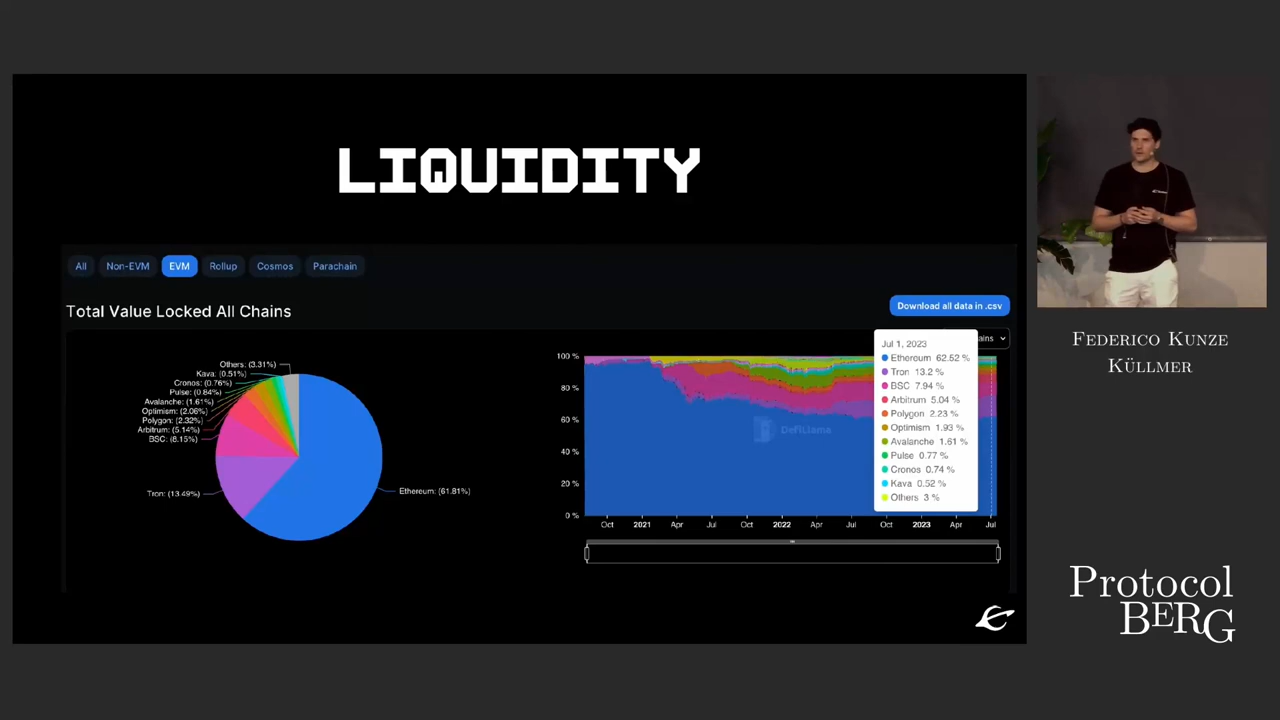 LIQUIDITY
All
Non-EVM
EVM
Rollup
Cosmos
Parachain
Total Value Locked All Chains
Download all data in .csv
ains
Others: (3.31%)
Kava: (0.51%)
Cronos: (0.76%)
Pulse: (0.84%)
Avalanche: (1.61%)
Optimism: (2.06%)
Polygon: (2.32%)
Arbitrum: (5.14%)
BSC: (8.15%)
Tron: (13.49%)
Ethereum: (61.81%)
100 %
80 %
60 %
40 %
20 %
0 %
DefiLlama
Oct
2021
Apr
Jul
Oct
2022
Apr
Jul
Oct
2023
Apr
Jul
Jul 1, 2023
Ethereum 62.52 %
Tron 13.2 %
BSC 7.94 %
Arbitrum 5.04 %
Polygon 2.23 %
Optimism 1.93 %
Avalanche 1.61 %
Pulse 0.77 %
Cronos 0.74 %
Kava 0.52 %
Others 3 %
Federico Kunze
Küllmer
Protocol
Berg